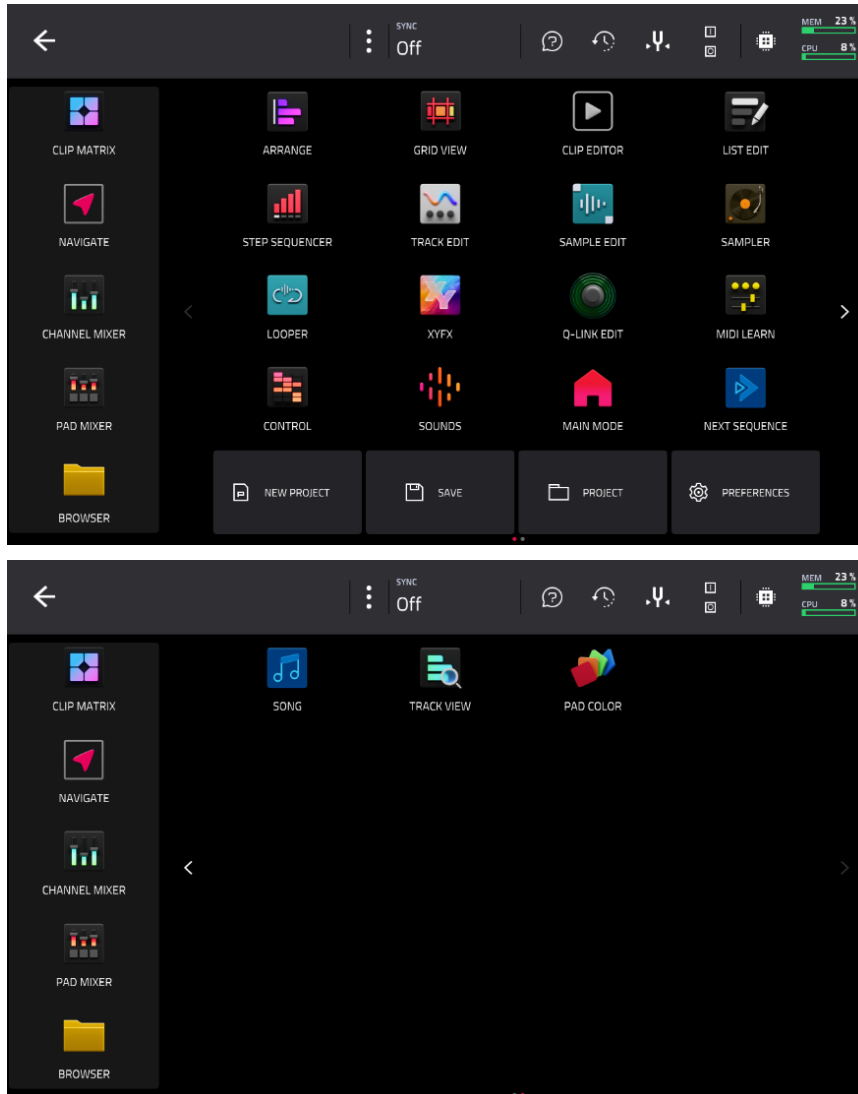 SYNC
Off
MEM 23%
CPU 8%
CLIP MATRIX
ARRANGE
GRID VIEW
CLIP EDITOR
LIST EDIT
NAVIGATE
STEP SEQUENCER
TRACK EDIT
SAMPLE EDIT
SAMPLER
CHANNEL MIXER
LOOPER
XY
XYFX
Q-LINK EDIT
MIDI LEARN
PAD MIXER
CONTROL
SOUNDS
MAIN MODE
NEXT SEQUENCE
BROWSER
NEW PROJECT
SAVE
PROJECT
PREFERENCES
SYNC
Off
MEM 23%
CPU 8%
CLIP MATRIX
SONG
TRACK VIEW
PAD COLOR
NAVIGATE
CHANNEL MIXER
PAD MIXER
BROWSER